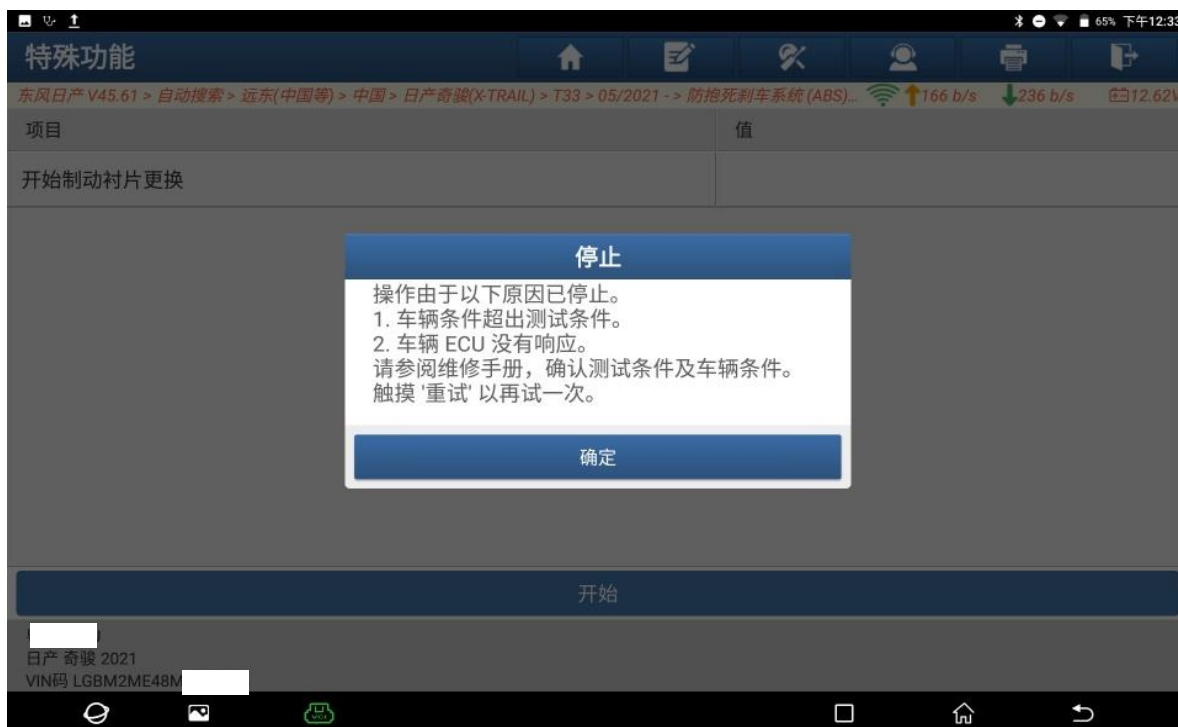 65% 下午12:33
特殊功能
东风日产 V45.61 > 自动搜索 > 远东(中国等) > 中国 > 日产奇骏(X-TRAIL) > T33 > 05/2021 - > 防抱死刹车系统 (ABS)... 166 b/s 236 b/s 12.62V
项目 值
开始制动衬片更换
停止
操作由于以下原因已停止。
1. 车辆条件超出测试条件。
2. 车辆 ECU 没有响应。
请参阅维修手册，确认测试条件及车辆条件。
触摸 '重试' 以再试一次。
确定
开始
日产 奇骏 2021
VIN码 LGBM2ME48M
VCI